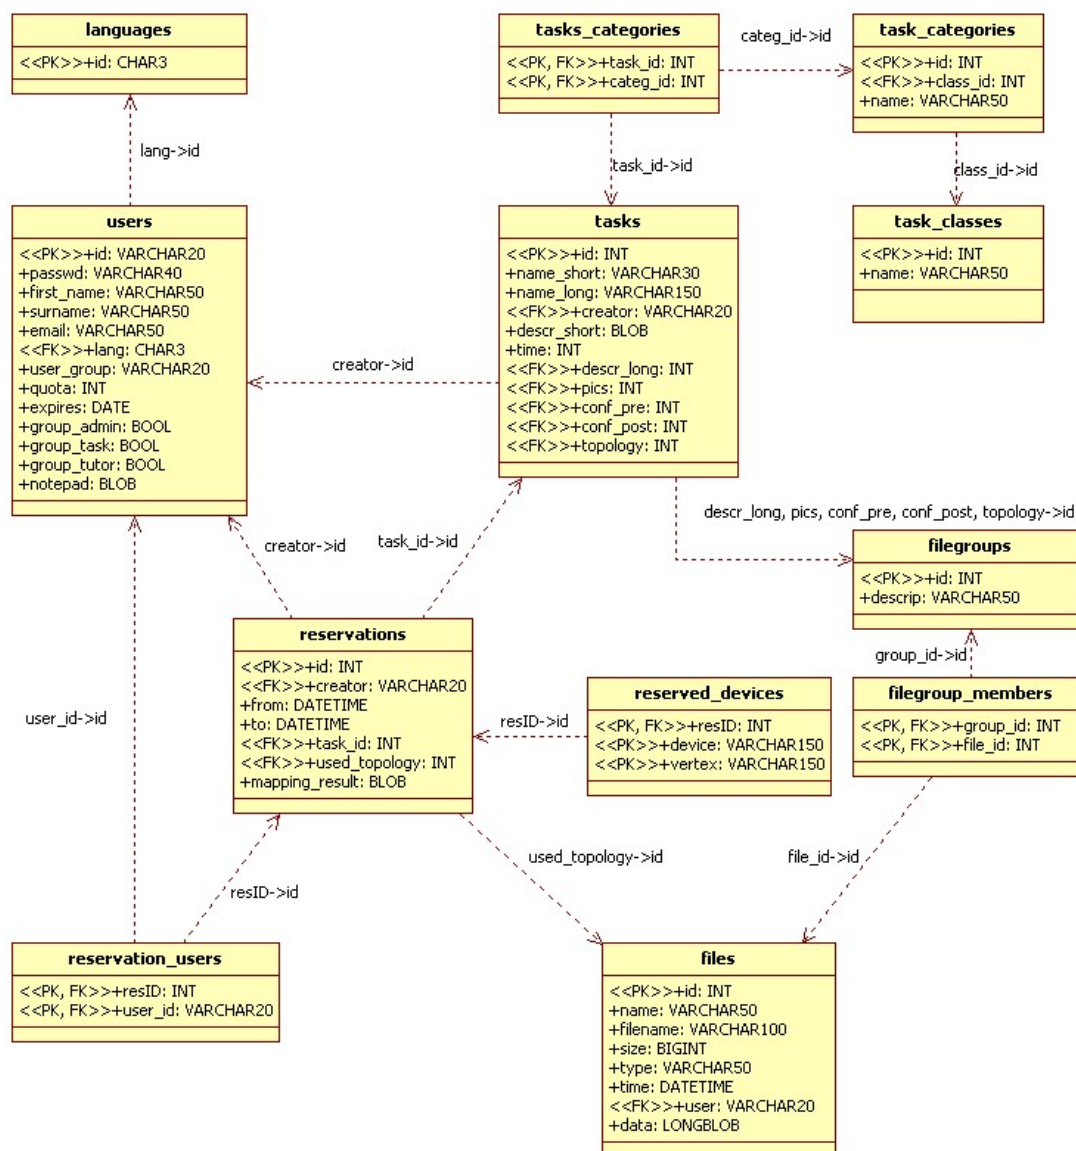 languages
<<PK>>+id: CHAR3
tasks_categories
<<PK, FK>>+task_id: INT
<<PK, FK>>+categ_id: INT
categ_id->id
task_categories
<<PK>>+id: INT
<<FK>>+class_id: INT
+name: VARCHAR50
lang->id
task_id->id
class_id->id
users
<<PK>>+id: VARCHAR20
+passwd: VARCHAR40
+first_name: VARCHAR50
+surname: VARCHAR50
+email: VARCHAR50
<<FK>>+lang: CHAR3
+user_group: VARCHAR20
+quota: INT
+expires: DATE
+group_admin: BOOL
+group_task: BOOL
+group_tutor: BOOL
+notepad: BLOB
creator->id
tasks
<<PK>>+id: INT
+name_short: VARCHAR30
+name_long: VARCHAR150
<<FK>>+creator: VARCHAR20
+descr_short: BLOB
+time: INT
<<FK>>+descr_long: INT
<<FK>>+pics: INT
<<FK>>+conf_pre: INT
<<FK>>+conf_post: INT
<<FK>>+topology: INT
task_classes
<<PK>>+id: INT
+name: VARCHAR50
descr_long, pics, conf_pre, conf_post, topology->id
creator->id
task_id->id
filegroups
<<PK>>+id: INT
+descrip: VARCHAR50
reservations
<<PK>>+id: INT
<<FK>>+creator: VARCHAR20
+from: DATETIME
+to: DATETIME
<<FK>>+task_id: INT
<<FK>>+used_topology: INT
+mapping_result: BLOB
group_id->id
user_id->id
resID->id
reserved_devices
<<PK, FK>>+resID: INT
<<PK>>+device: VARCHAR150
<<PK>>+vertex: VARCHAR150
filegroup_members
<<PK, FK>>+group_id: INT
<<PK, FK>>+file_id: INT
resID->id
used_topology->id
file_id->id
reservation_users
<<PK, FK>>+resID: INT
<<PK, FK>>+user_id: VARCHAR20
files
<<PK>>+id: INT
+name: VARCHAR50
+filename: VARCHAR100
+size: BIGINT
+type: VARCHAR50
+time: DATETIME
<<FK>>+user: VARCHAR20
+data: LONGBLOB